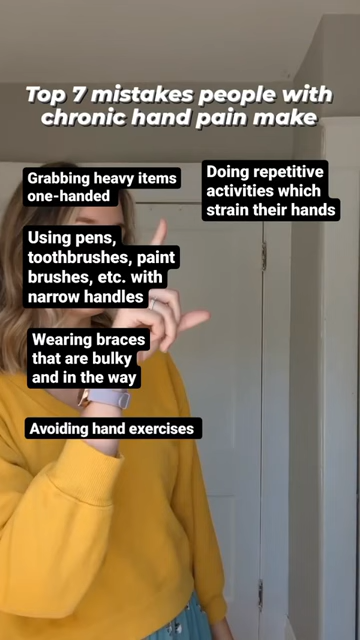 Top 7 mistakes people with
chronic hand pain make
Grabbing heavy items
one-handed
Using pens,
toothbrushes, paint
brushes, etc. with
narrow handles
Wearing braces
that are bulky
and in the way
Avoiding hand exercises
Doing repetitive
activities which
strain their hands